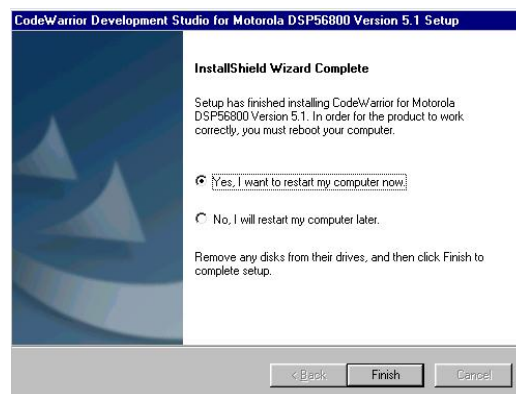 CodeWarrior Development Studio for Motorola DSP56800 Version 5.1 Setup
InstallShield Wizard Complete
Setup has finished installing CodeWarrior for Motorola
DSP56800 Version 5.1. In order for the product to work
correctly, you must reboot your computer.
Yes, I want to restart my computer now.
No, I will restart my computer later.
Remove any disks from their drives, and then click Finish to
complete setup.
< Back
Finish
Cancel